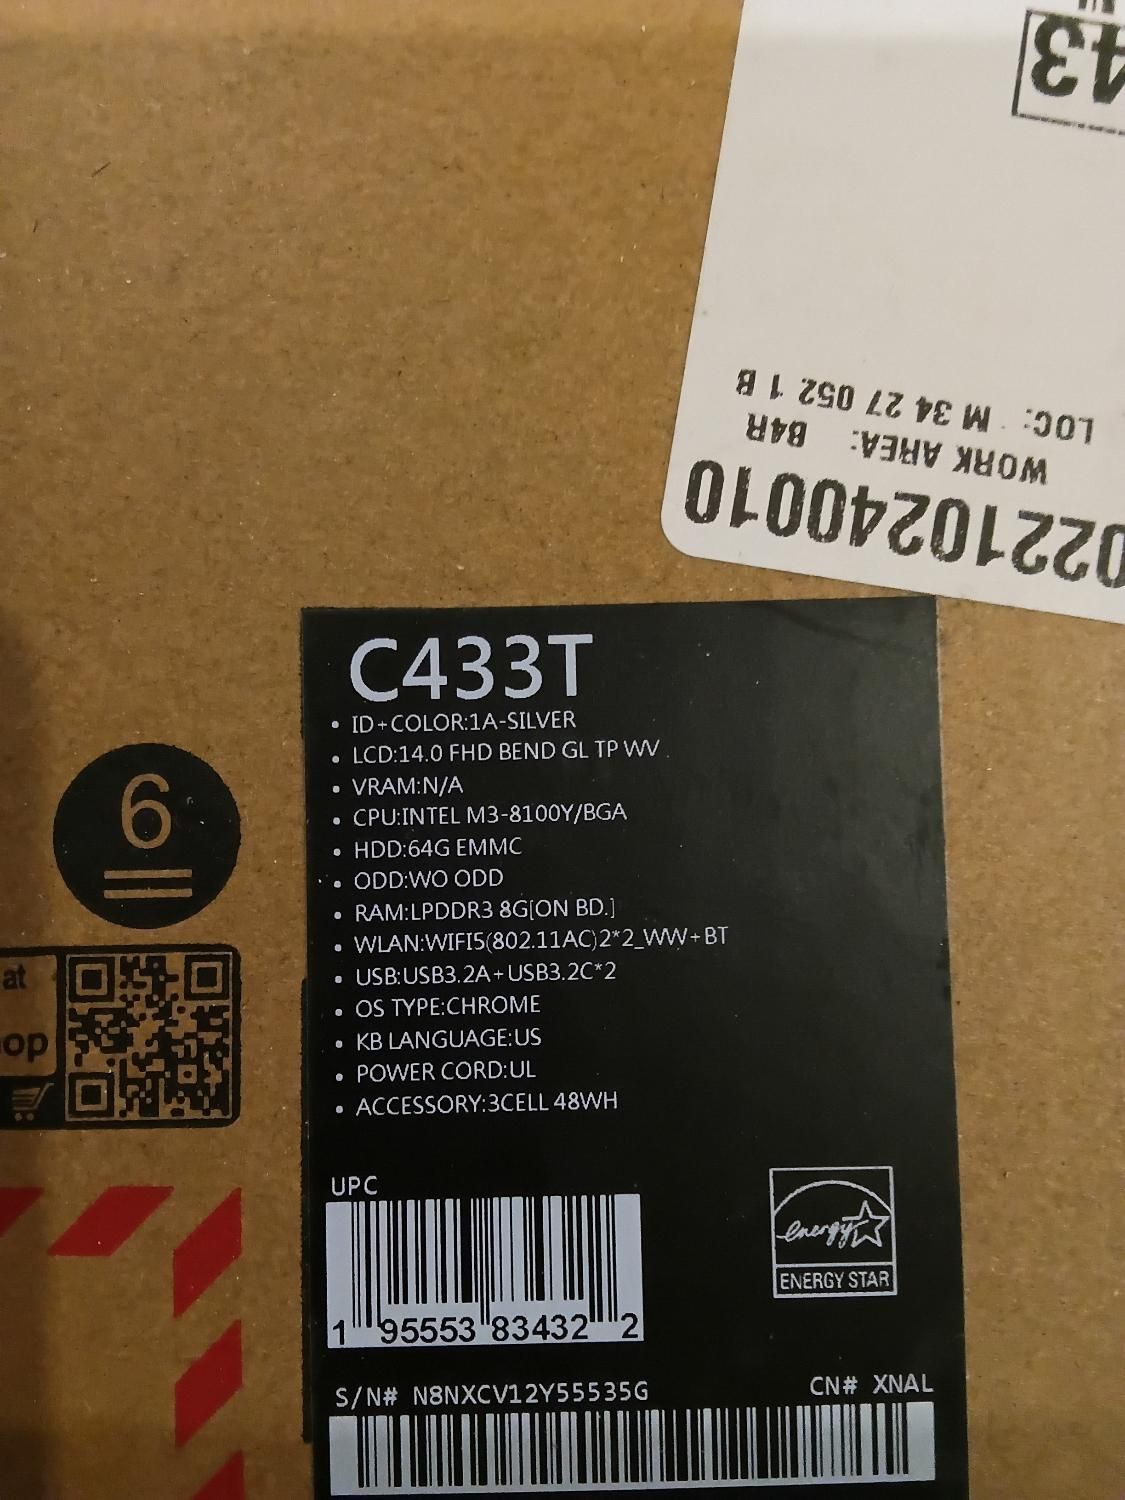 43
LOC: M 34 27 052 1 B
WORK AREA: B4R
02210240010
C433T
• ID+COLOR:1A-SILVER
• LCD:14.0 FHD BEND GL TP WV
• VRAM:N/A
• CPU:INTEL M3-8100Y/BGA
• HDD:64G EMMC
• ODD:WO ODD
• RAM:LPDDR3 8G[ON BD.]
• WLAN:WIFI5(802.11AC)2*2_WW+BT
• USB:USB3.2A+USB3.2C*2
• OS TYPE:CHROME
• KB LANGUAGE:US
• POWER CORD:UL
• ACCESSORY:3CELL 48WH
6
at
op
UPC
1 95553 83432 2
energy
ENERGY STAR
S/N# N8NXCV12Y55535G CN# XNAL